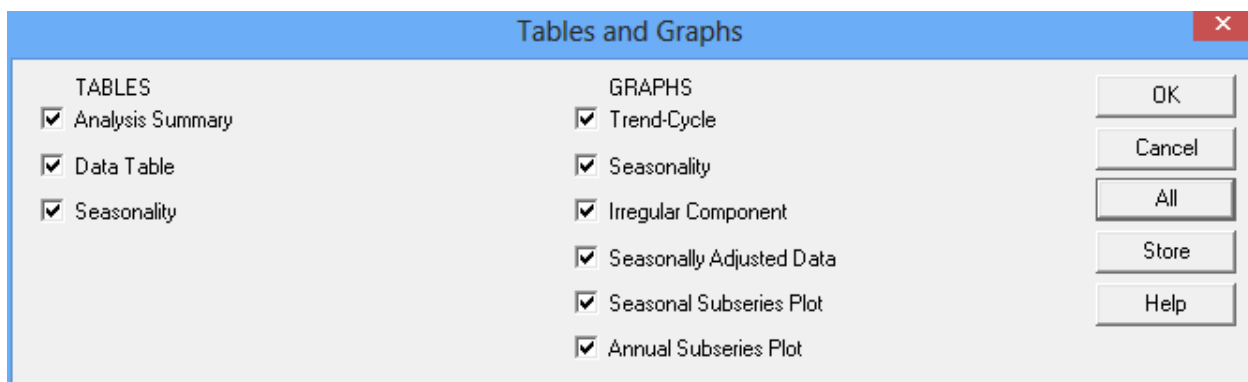 Tables and Graphs
TABLES
Analysis Summary
Data Table
Seasonality
GRAPHS
Trend-Cycle
Seasonality
Irregular Component
Seasonally Adjusted Data
Seasonal Subseries Plot
Annual Subseries Plot
OK
Cancel
All
Store
Help